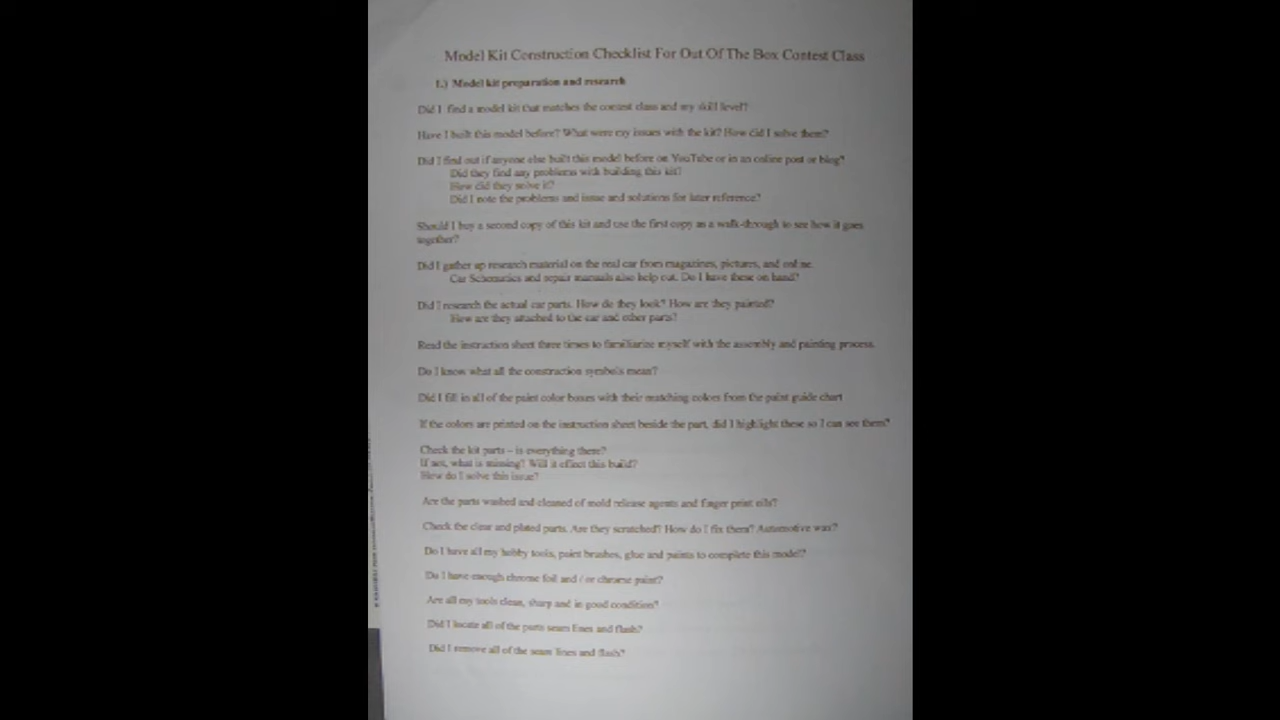 Model Kit Construction Checklist For Out Of The Box Contest Class
1.) Model kit preparation and research
Did I find a model kit that matches the contest class and my skill level?
Have I built this model before? What were my issues with the kit? How did I solve them?
Did I find out if anyone else built this model before on YouTube or in an online post or blog?
Did they find any problems with building this kit?
How did they solve it?
Did I note the problems and issue and solutions for later reference?
Should I buy a second copy of this kit and use the first copy as a walk-through to see how it goes
together?
Did I gather up research material on the real car from magazines, pictures, and online.
Car Schematics and repair manuals also help out. Do I have these on hand?
Did I research the actual car parts. How do they look? How are they painted?
How are they attached to the car and other parts?
Read the instruction sheet three times to familiarize myself with the assembly and painting process.
Do I know what all the construction symbols mean?
Did I fill in all of the paint color boxes with their matching colors from the paint guide chart
If the colors are printed on the instruction sheet beside the part, did I highlight these so I can see them?
Check the kit parts – is everything there?
If not, what is missing? Will it effect this build?
How do I solve this issue?
Are the parts washed and cleaned of mold release agents and finger print oils?
Check the clear and plated parts. Are they scratched? How do I fix them? Automotive wax?
Do I have all my hobby tools, paint brushes, glue and paints to complete this model?
Do I have enough chrome foil and / or chrome paint?
Are all my tools clean, sharp and in good condition?
Did I locate all of the parts seam lines and flash?
Did I remove all of the seam lines and flash?